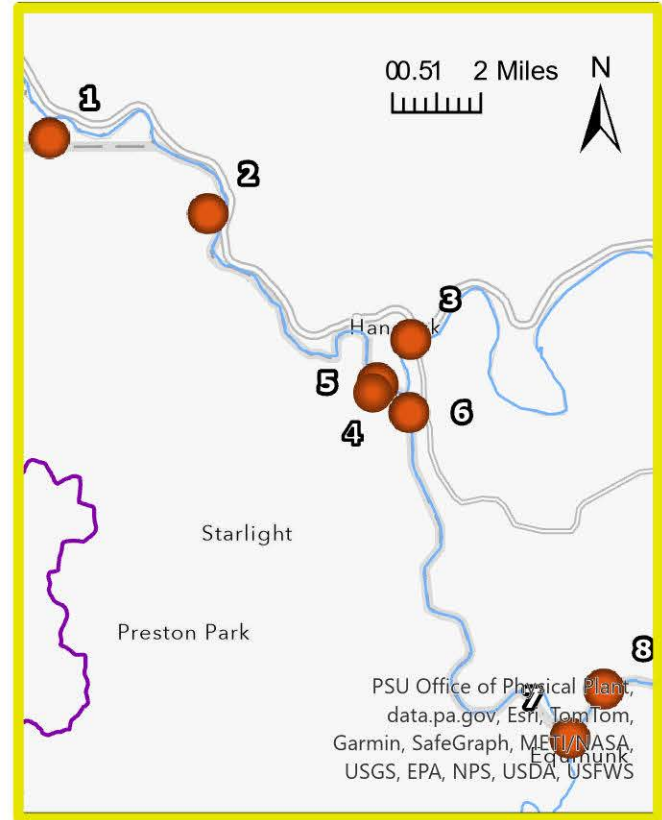 00.51 2 Miles N
1
2
3
5
4
6
Starlight
Preston Park
8
7
PSU Office of Physical Plant,
data.pa.gov, Esri, TomTom,
Garmin, SafeGraph, METI/NASA,
USGS, EPA, NPS, USDA, USFWS